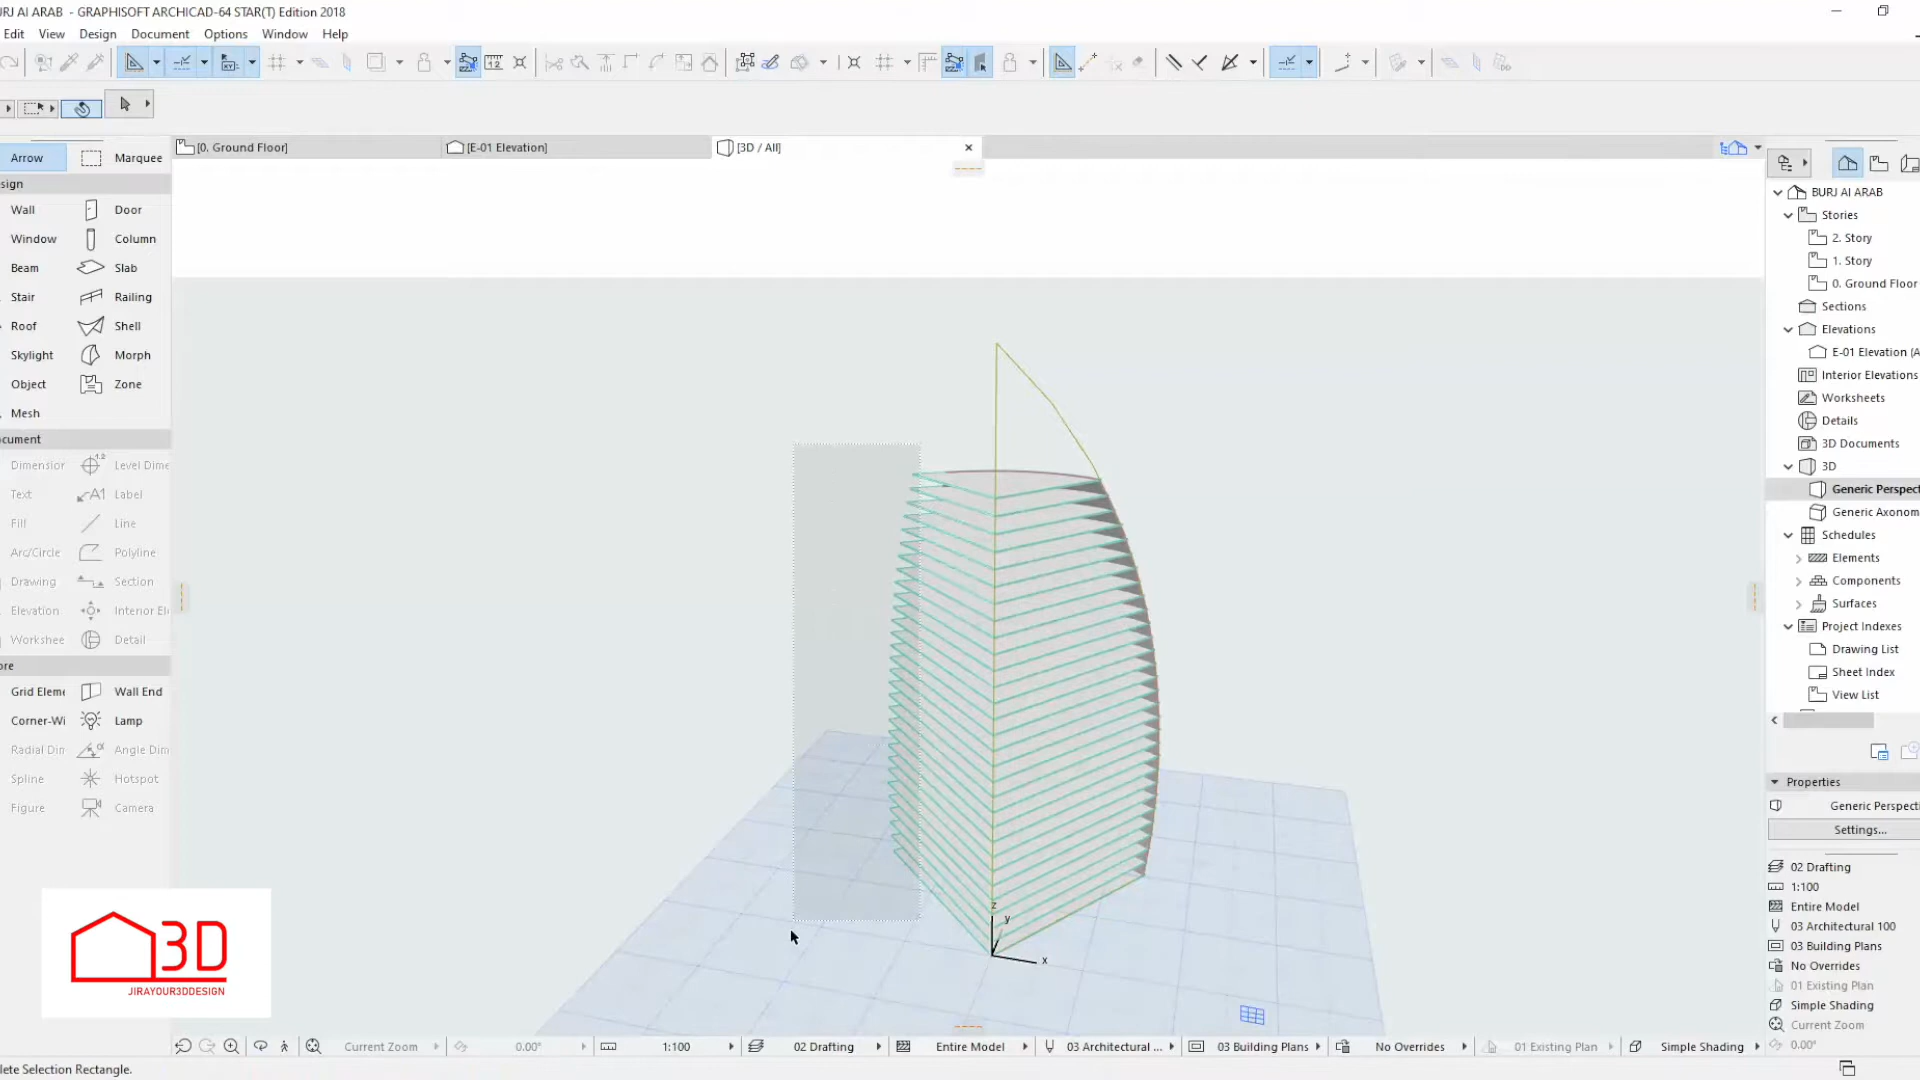 RJ AI ARAB - GRAPHISOFT ARCHICAD-64 STAR(T) Edition 2018
Edit View Design Document Options Window Help
[0. Ground Floor] [E-01 Elevation] [3D / All]
Arrow Marquee
sign
Wall Door
Window Column
Beam Slab
Stair Railing
Roof Shell
Skylight Morph
Object Zone
Mesh
cument
Dimension Level Dime
Text Label
Fill Line
Arc/Circle Polyline
Drawing Section
Elevation Interior El
Workshee Detail
ore
Grid Eleme Wall End
Corner-Wi Lamp
Radial Din Angle Dim
Spline Hotspot
Figure Camera
z
y
x
3D
JIRAYOUR3DDESIGN
BURJ AI ARAB
Stories
2. Story
1. Story
0. Ground Floor
Sections
Elevations
E-01 Elevation (A
Interior Elevations
Worksheets
Details
3D Documents
3D
Generic Perspect
Generic Axonom
Schedules
Elements
Components
Surfaces
Project Indexes
Drawing List
Sheet Index
View List
Properties
Generic Perspecti
Settings...
02 Drafting
1:100
Entire Model
03 Architectural 100
03 Building Plans
No Overrides
01 Existing Plan
Simple Shading
Current Zoom
0.00°
Current Zoom 0.00° 1:100 02 Drafting Entire Model 03 Architectural ... 03 Building Plans No Overrides 01 Existing Plan Simple Shading
lete Selection Rectangle.